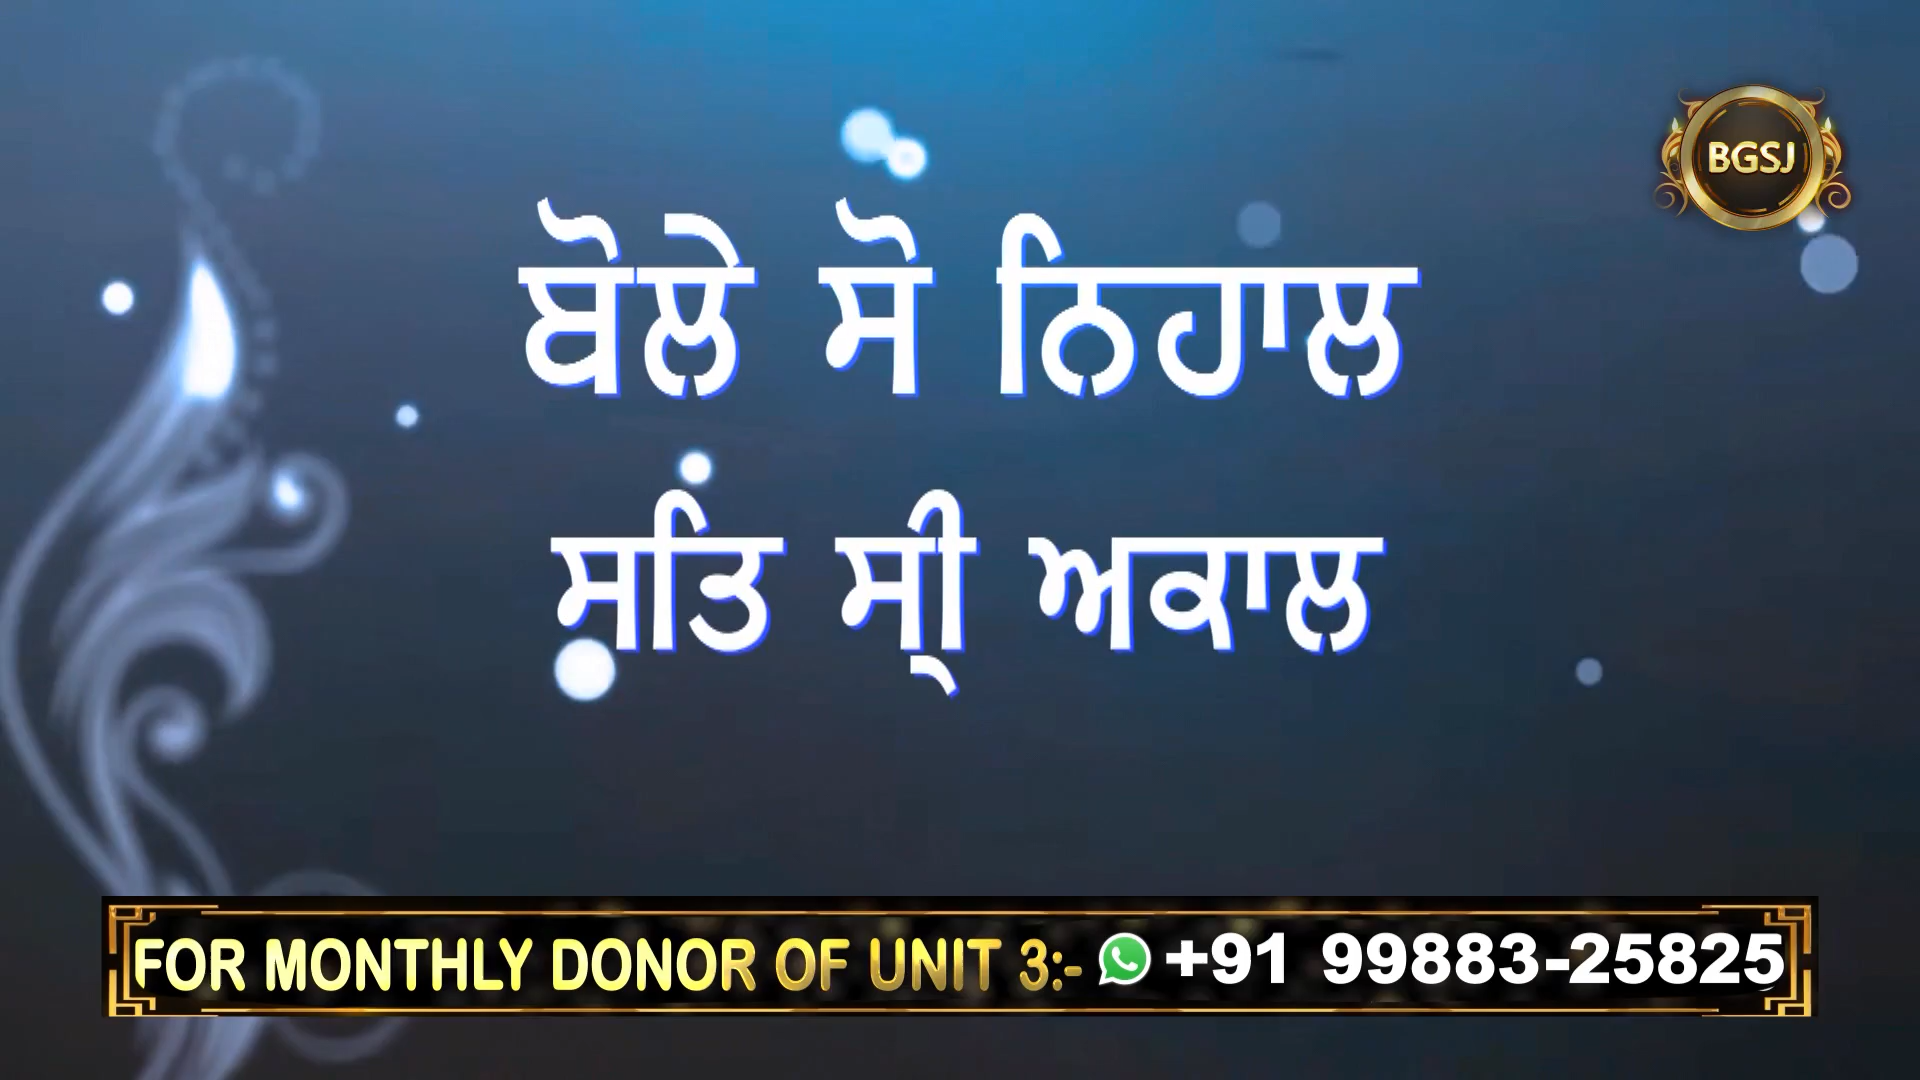 BGSJ
ਬੋਲੇ ਸੋ ਨਿਹਾਲ
ਸਤਿ ਸ੍ਰੀ ਅਕਾਲ
FOR MONTHLY DONOR OF UNIT 3:- +91 99883-25825